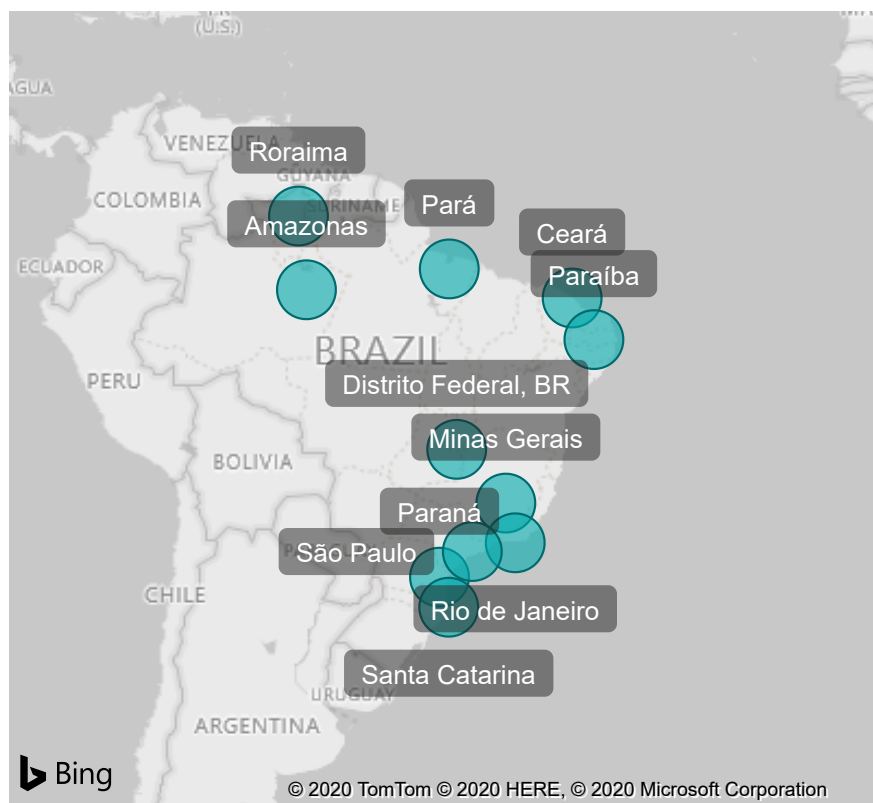 (U.S.)
AGUA
VENEZUELA
Roraima
GUYANA
COLOMBIA
SURINAME
Pará
Amazonas
Ceará
ECUADOR
Paraíba
BRAZIL
PERU
Distrito Federal, BR
Minas Gerais
BOLIVIA
Paraná
São Paulo
CHILE
Rio de Janeiro
Santa Catarina
URUGUAY
ARGENTINA
Bing
© 2020 TomTom © 2020 HERE, © 2020 Microsoft Corporation